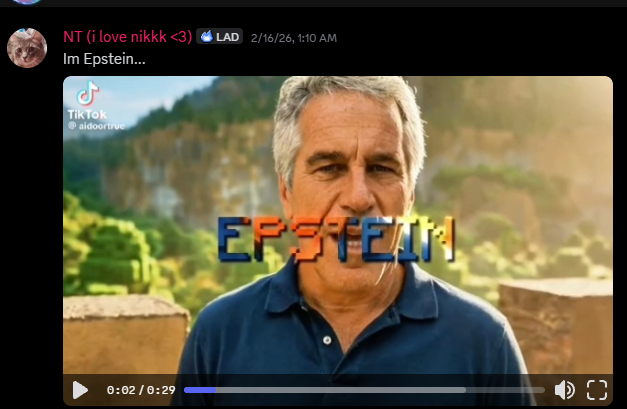 NT (i love nikkk <3) LAD 2/16/26, 1:10 AM
Im Epstein...
TikTok
@ aidoortrue
EPSTEIN
0:02 / 0:29